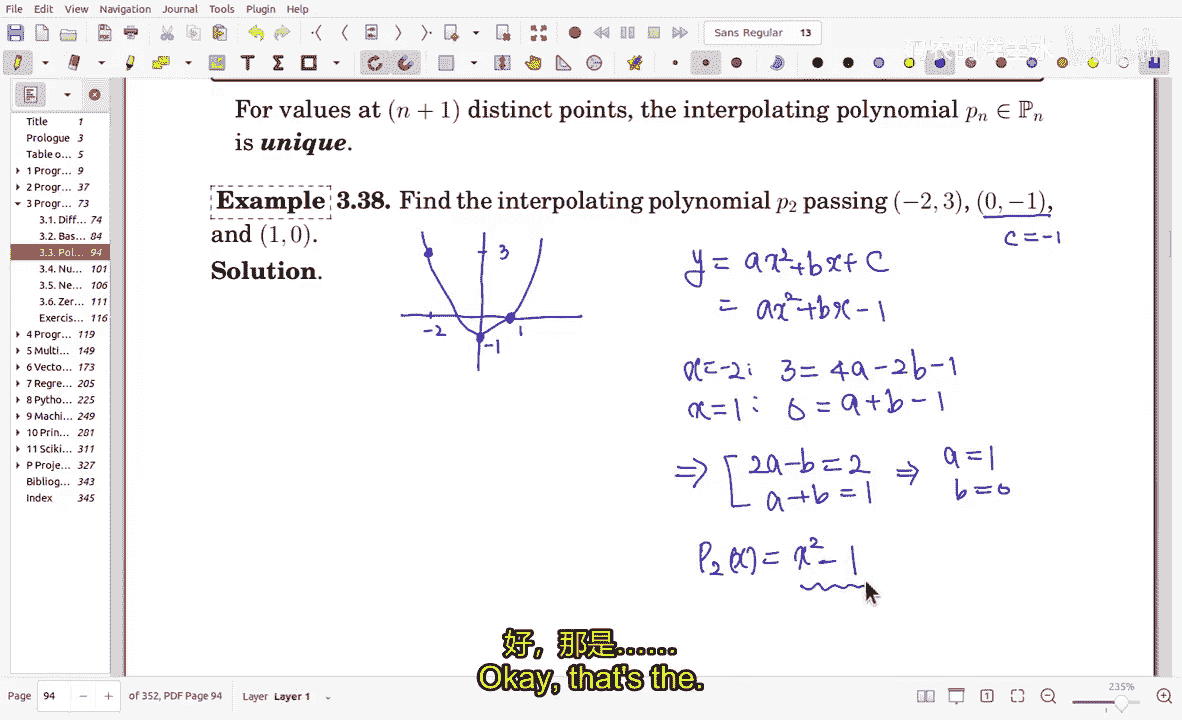 File Edit View Navigation Journal Tools Plugin Help
Sans Regular 13
Title 1
Prologue 3
Table o... 5
1 Progr... 9
2 Progr... 37
3 Progr... 73
3.1. Diff... 74
3.2. Bas... 84
3.3. Pol... 94
3.4. Nu... 101
3.5. Ne... 106
3.6. Zer... 111
Exercis... 116
4 Progr... 119
5 Multi... 149
6 Vecto... 173
7 Regre... 205
8 Pytho... 225
9 Machi... 249
10 Prin... 281
11 Sciki... 311
P Proje... 327
Bibliog... 343
Index 345
For values at (n + 1) distinct points, the interpolating polynomial pₙ ∈ ℙₙ
is unique.
Example 3.38. Find the interpolating polynomial p₂ passing (−2, 3), (0, −1),
and (1, 0).
c=-1
Solution.
3
-2
1
-1
y = ax²+bx+C
= ax²+bx-1
x=-2: 3=4a-2b-1
x=1: 0=a+b-1
⇒ [ 2a-b=2 ⇒ a=1
a+b=1 b=0
P₂(x)= x²-1
好，那是......
Okay, that's the.
Page 94 of 352, PDF Page 94 Layer Layer 1 235%